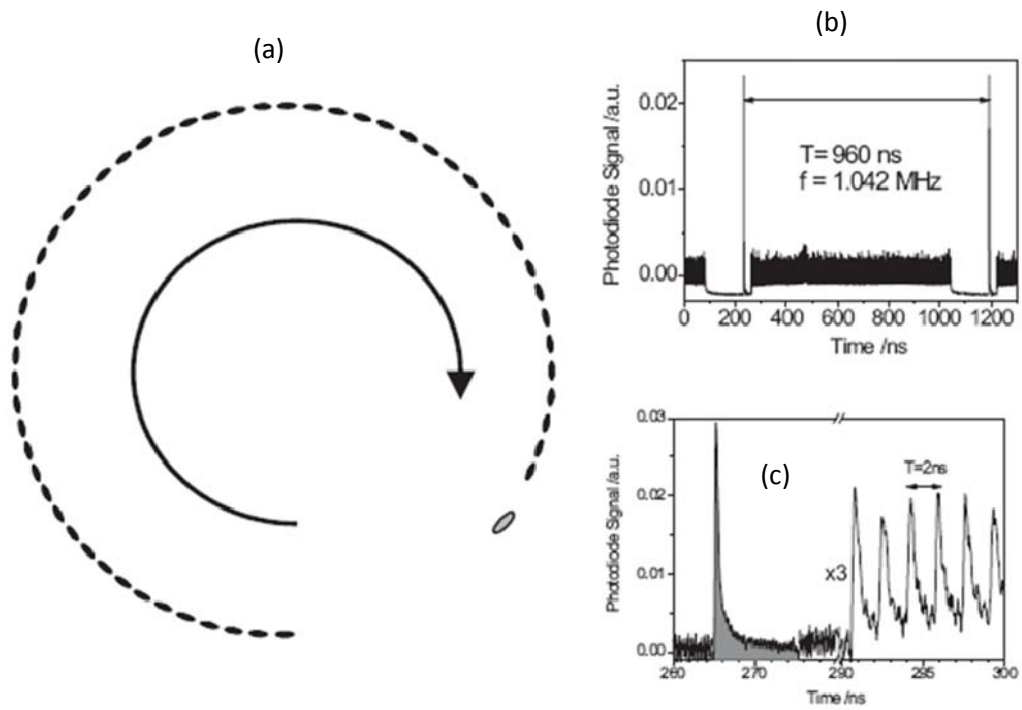 (a)
(b)
Photodiode Signal /a.u.
0.02
0.01
0.00
T= 960 ns
f = 1.042 MHz
0 200 400 600 800 1000 1200
Time /ns
(c)
Photodiode Signal /a.u.
0.03
0.02
0.01
0.00
T=2ns
x3
260 270 290 295 300
Time /ns